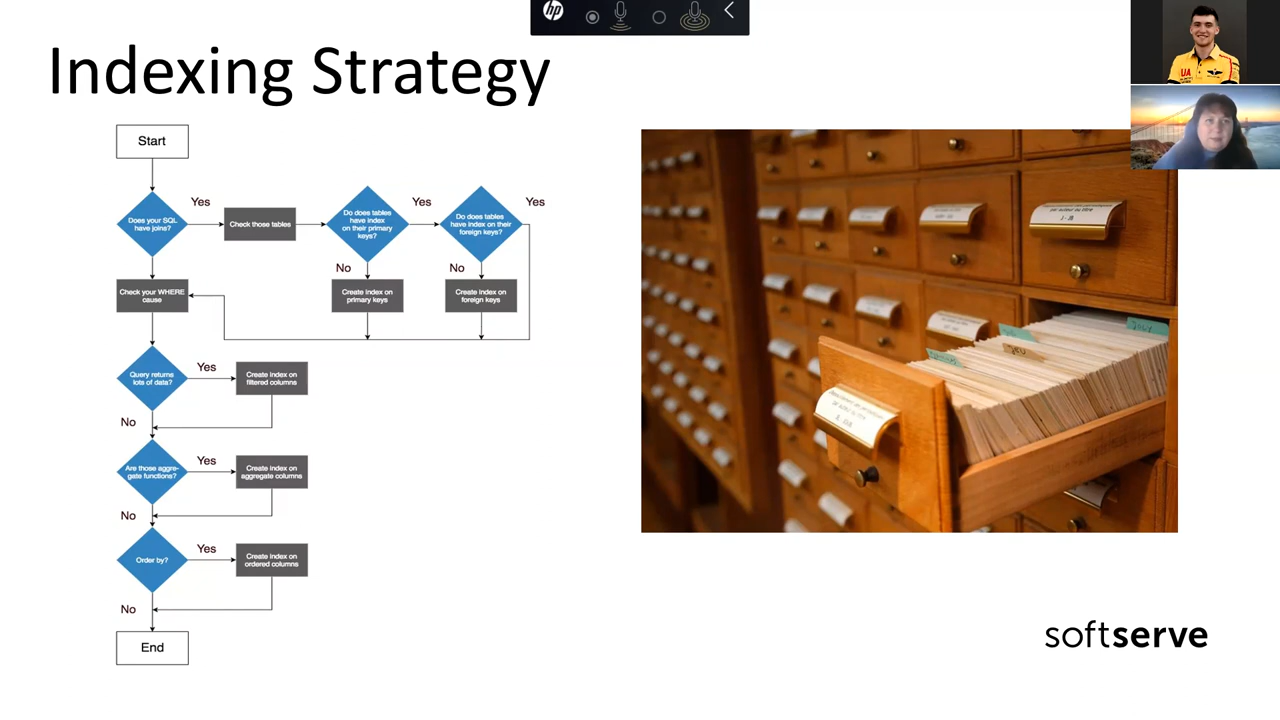 hp
Indexing Strategy
UA
Start
Yes
Yes
Yes
Does your SQL
have joins?
Check those tables
Do does tables
have index
on their primary
keys?
Do does tables
have index on their
foreign keys?
No
No
Check your WHERE
cause
Create index on
primary keys
Create index on
foreign keys
Query returns
lots of data?
Yes
Create index on
filtered columns
No
Are those aggre-
gate functions?
Yes
Create index on
aggregate columns
No
Order by?
Yes
Create index on
ordered columns
No
End
softserve